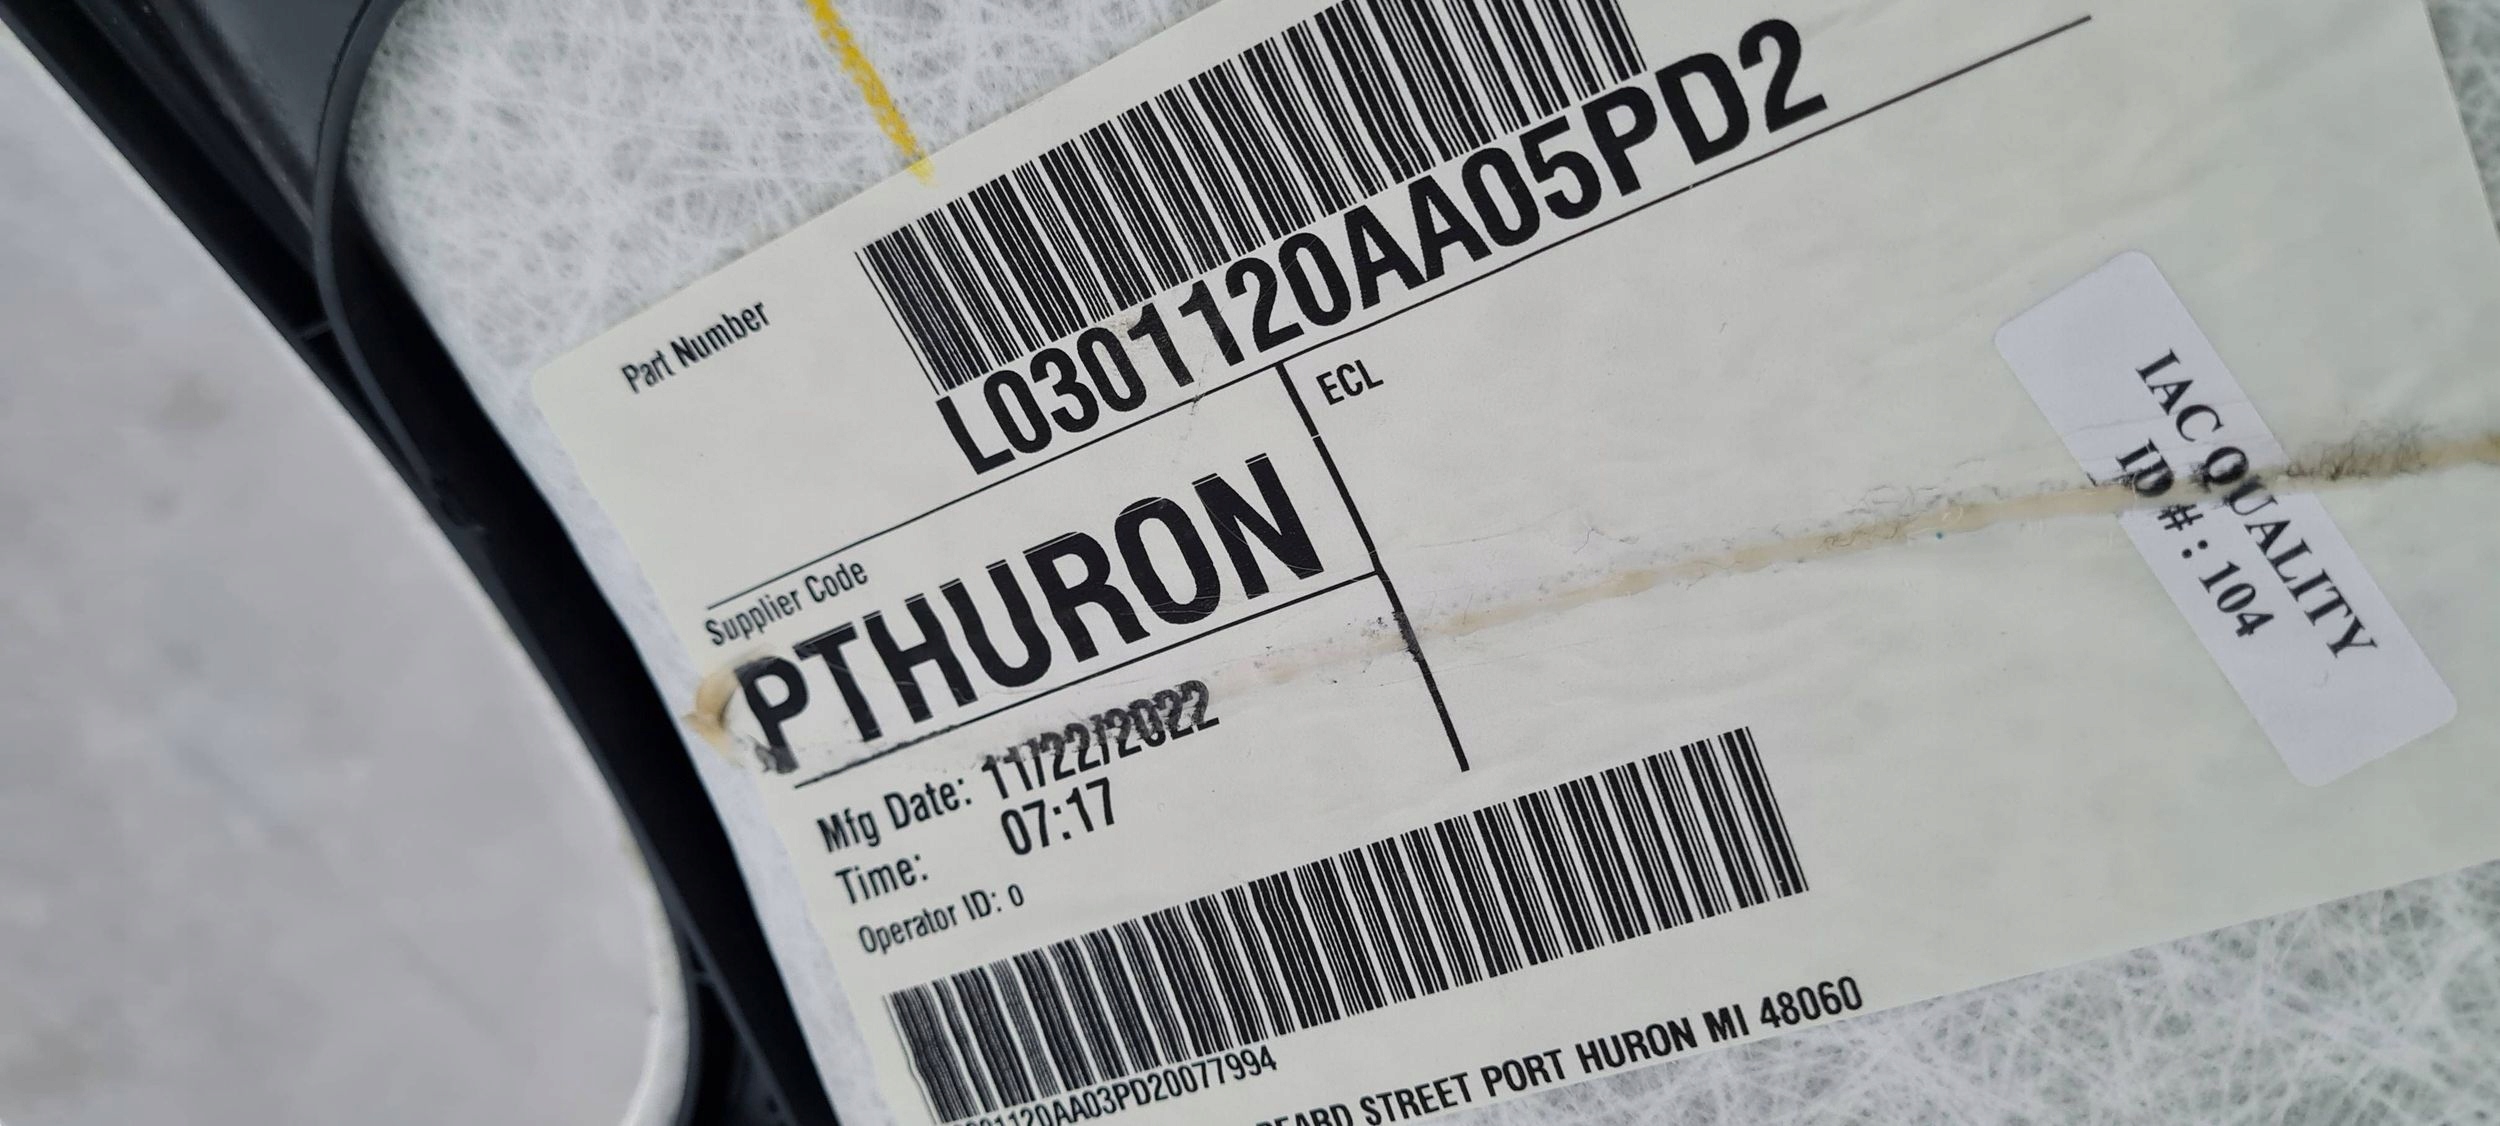 Part Number
L0301120AA05PD2
Supplier Code
PTHURON
ECL
Mfg Date: 11/22/2022
Time: 07:17
Operator ID: 0
1120AA03PD20077994
STREET PORT HURON MI 48060
IAC QUALITY
ID #: 104